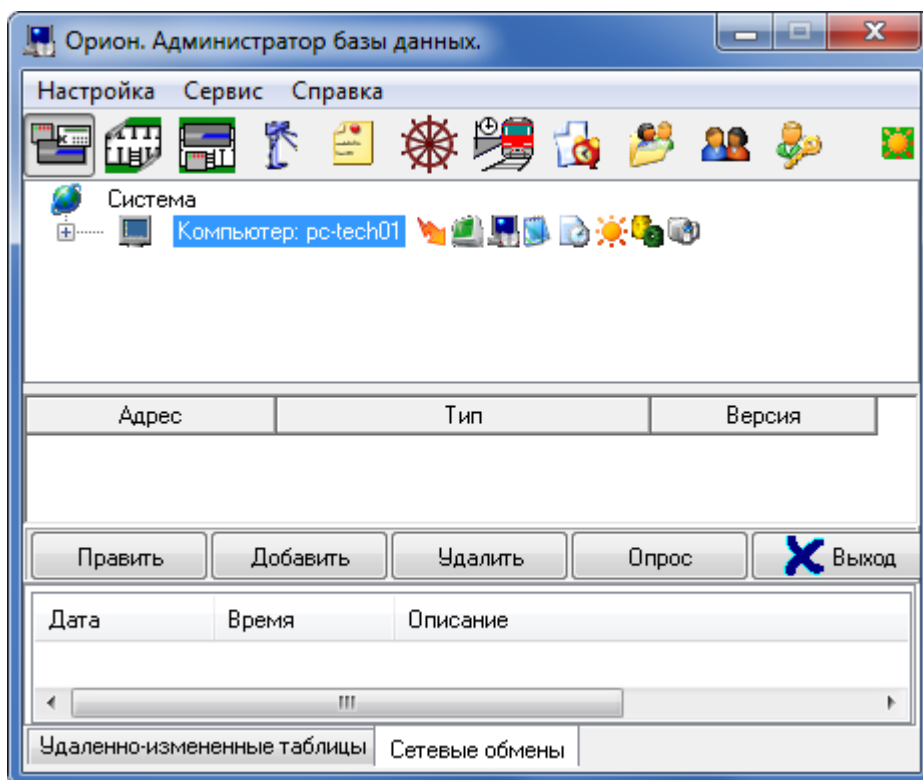 Орион. Администратор базы данных.
Настройка Сервис Справка
Система
Компьютер: pc-tech01
Адрес Тип Версия
Править Добавить Удалить Опрос Выход
Дата Время Описание
Удаленно-измененные таблицы Сетевые обмены